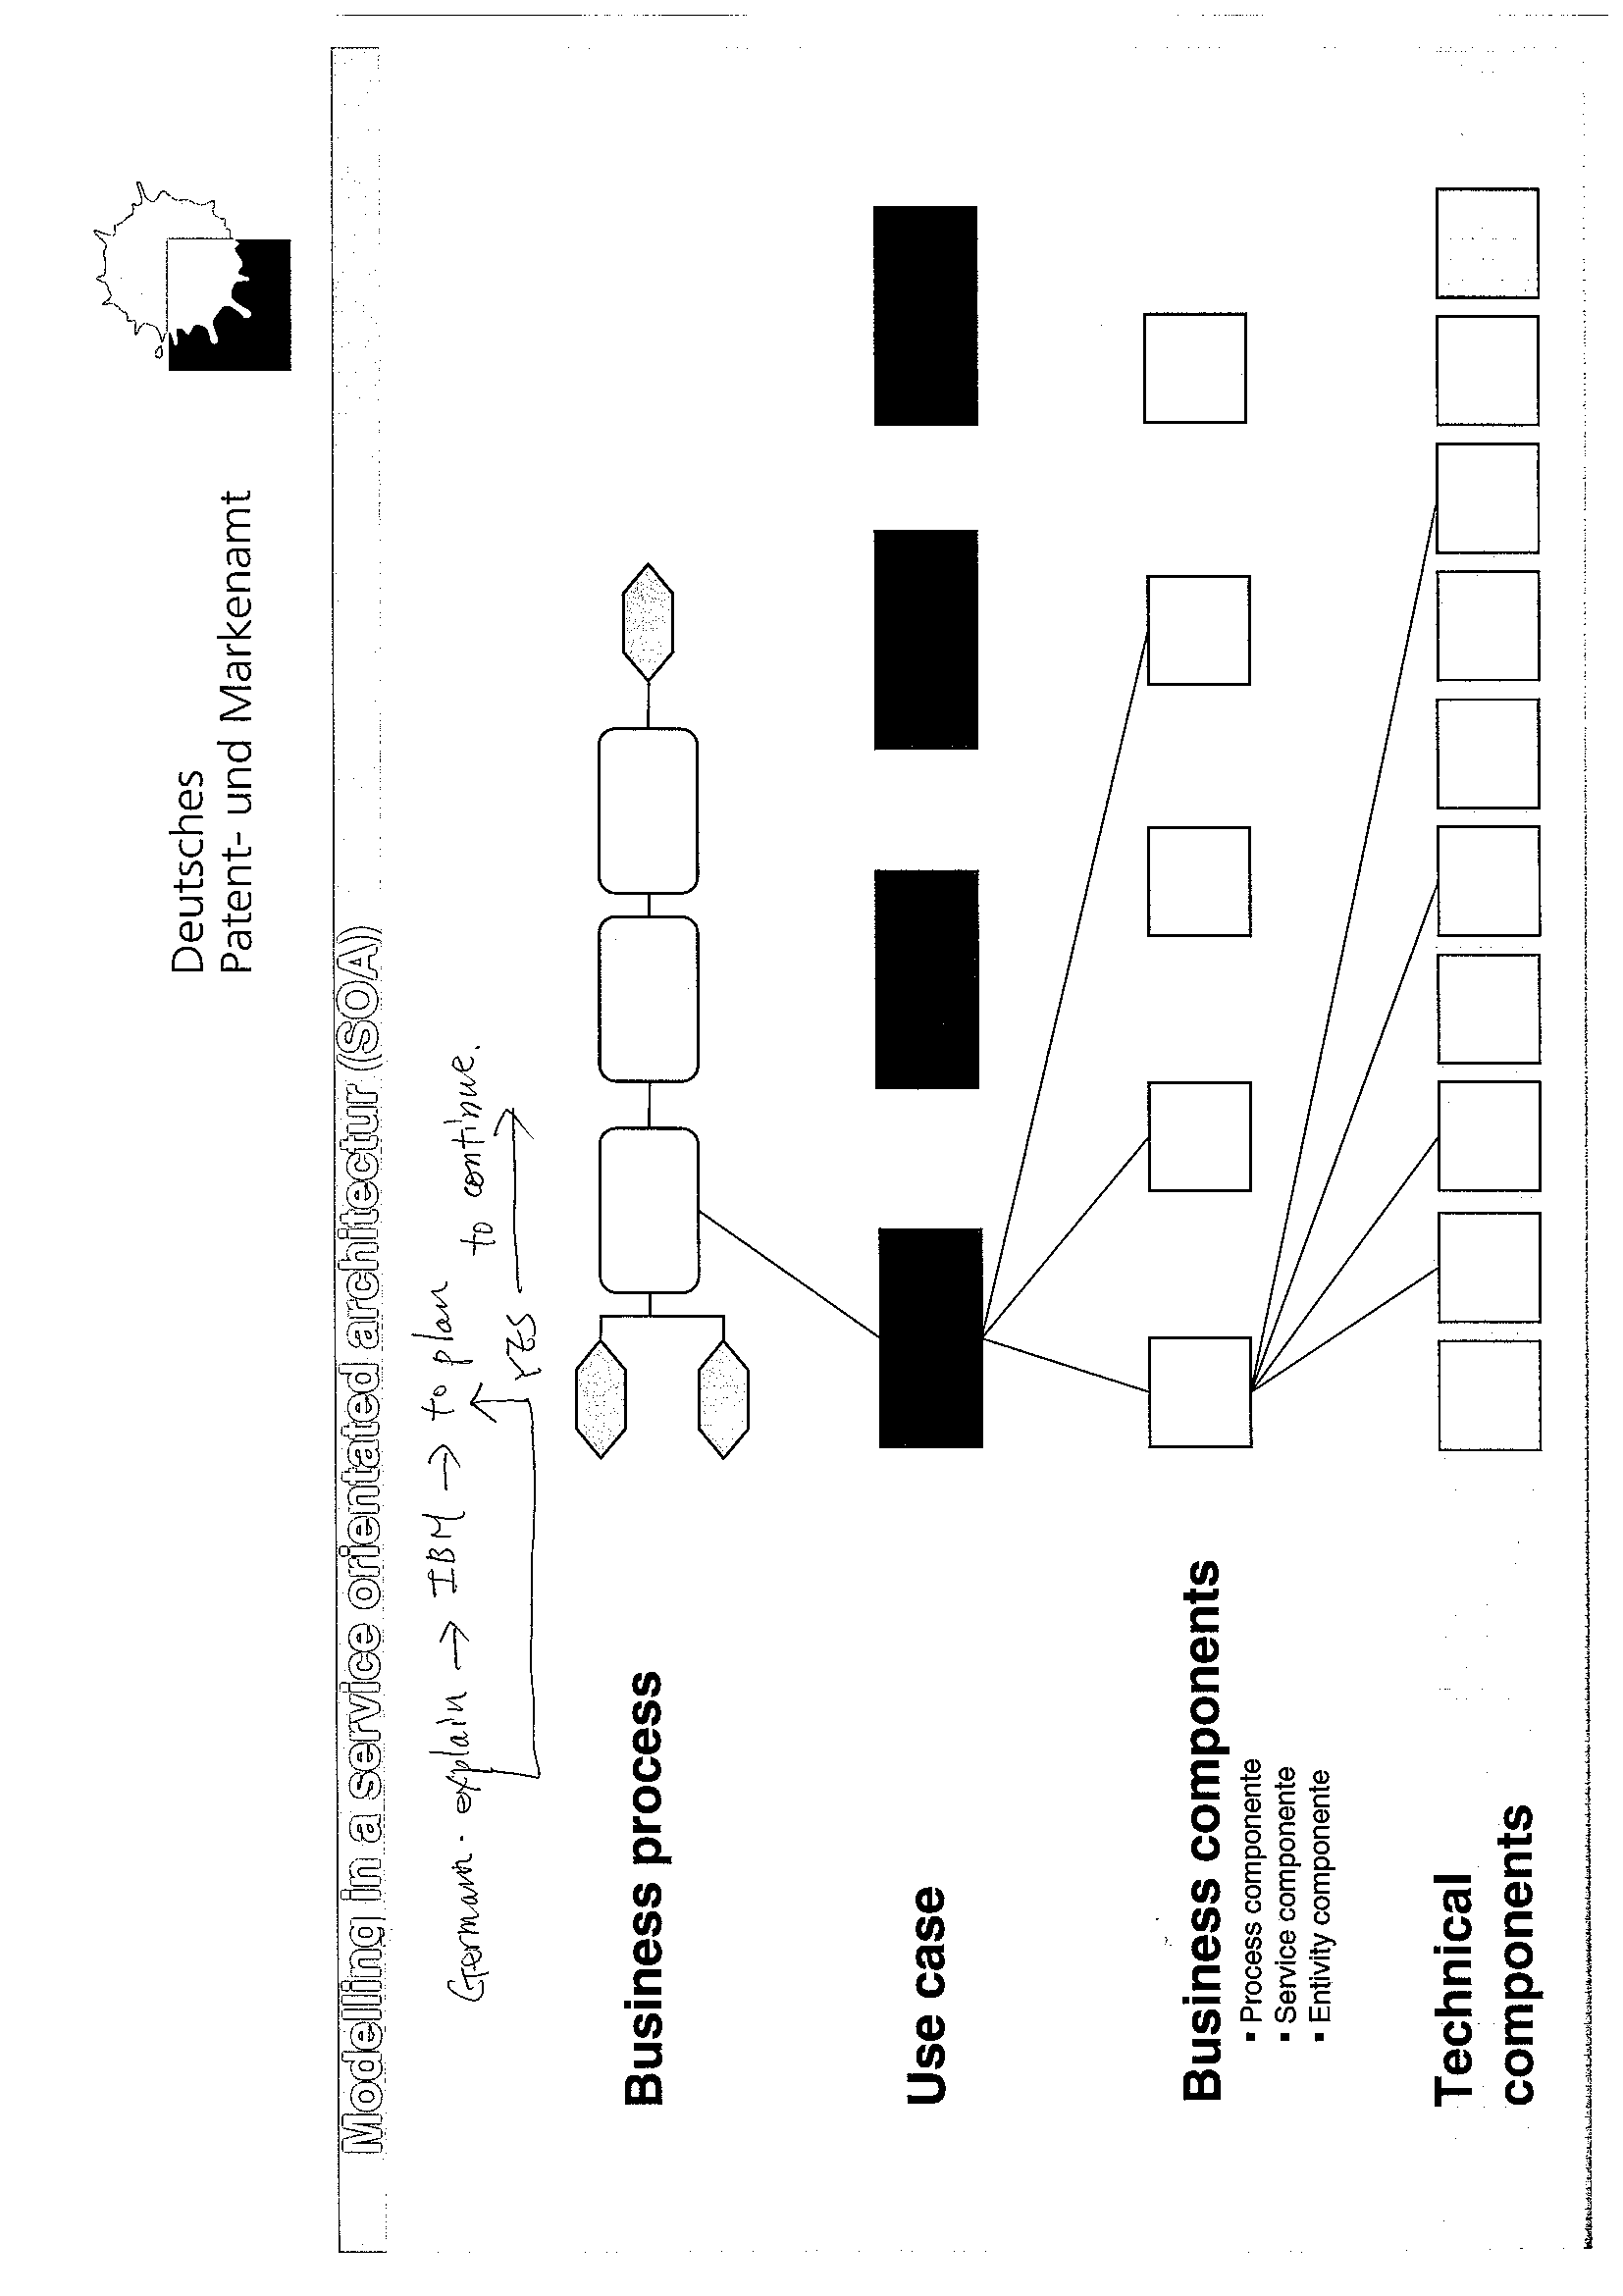 Deutsches
Patent- und Markenamt
Modelling in a service orientated architectur (SOA)
German · explain → IBM → to plan to continue.
YES
Business process
Use case
Business components
▪ Process componente
▪ Service componente
▪ Entivity componente
Technical
components